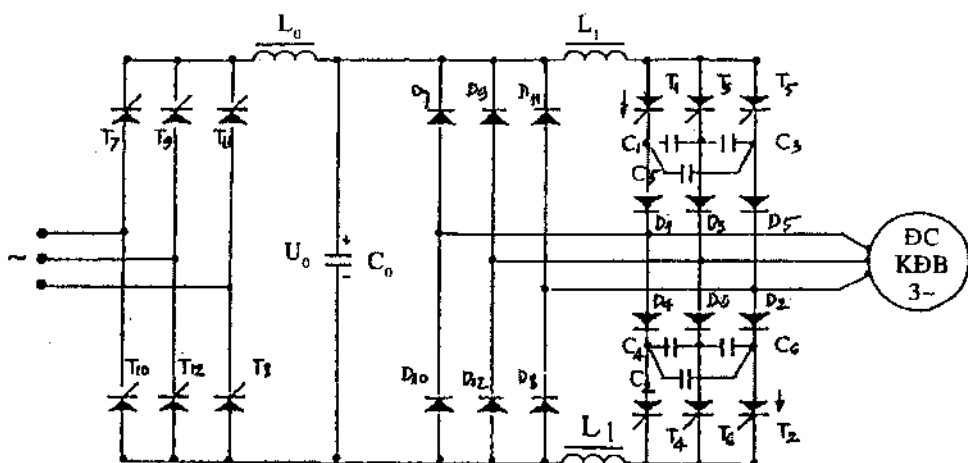 L₀
L₁
T₇
T₉
T₁₁
D₇
D₉
D₁₁
T₁
T₃
T₅
C₁
C₃
C₅
D₁
D₃
D₅
~
U₀
+
-
C₀
ĐC
KĐB
3~
D₄
D₆
D₂
C₄
C₆
C₂
T₁₀
T₁₂
T₈
D₁₀
D₁₂
D₈
T₄
T₆
T₂
L1